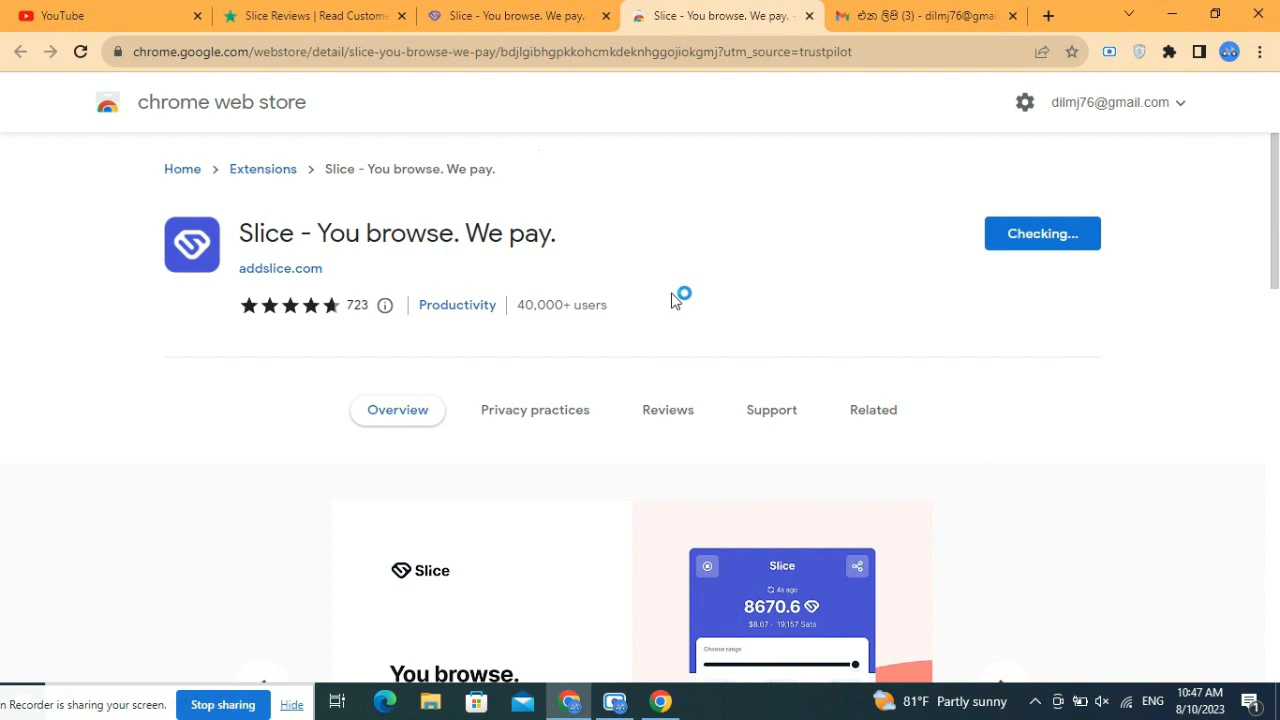 YouTube
Slice Reviews | Read Custome
Slice - You browse. We pay.
Slice - You browse. We pay. -
එන ලිපි (3) - dilmj76@gmail
chrome.google.com/webstore/detail/slice-you-browse-we-pay/bdjlgibhgpkkohcmkdeknhggojiokgmj?utm_source=trustpilot
chrome web store
dilmj76@gmail.com
Home > Extensions > Slice - You browse. We pay.
Slice - You browse. We pay.
Checking...
addslice.com
723
Productivity
40,000+ users
Overview
Privacy practices
Reviews
Support
Related
Slice
You browse.
Slice
4s ago
8670.6
$8.67 · 19,157 Sats
Choose range
n Recorder is sharing your screen.
Stop sharing
Hide
81°F Partly sunny
ENG
10:47 AM
8/10/2023
1